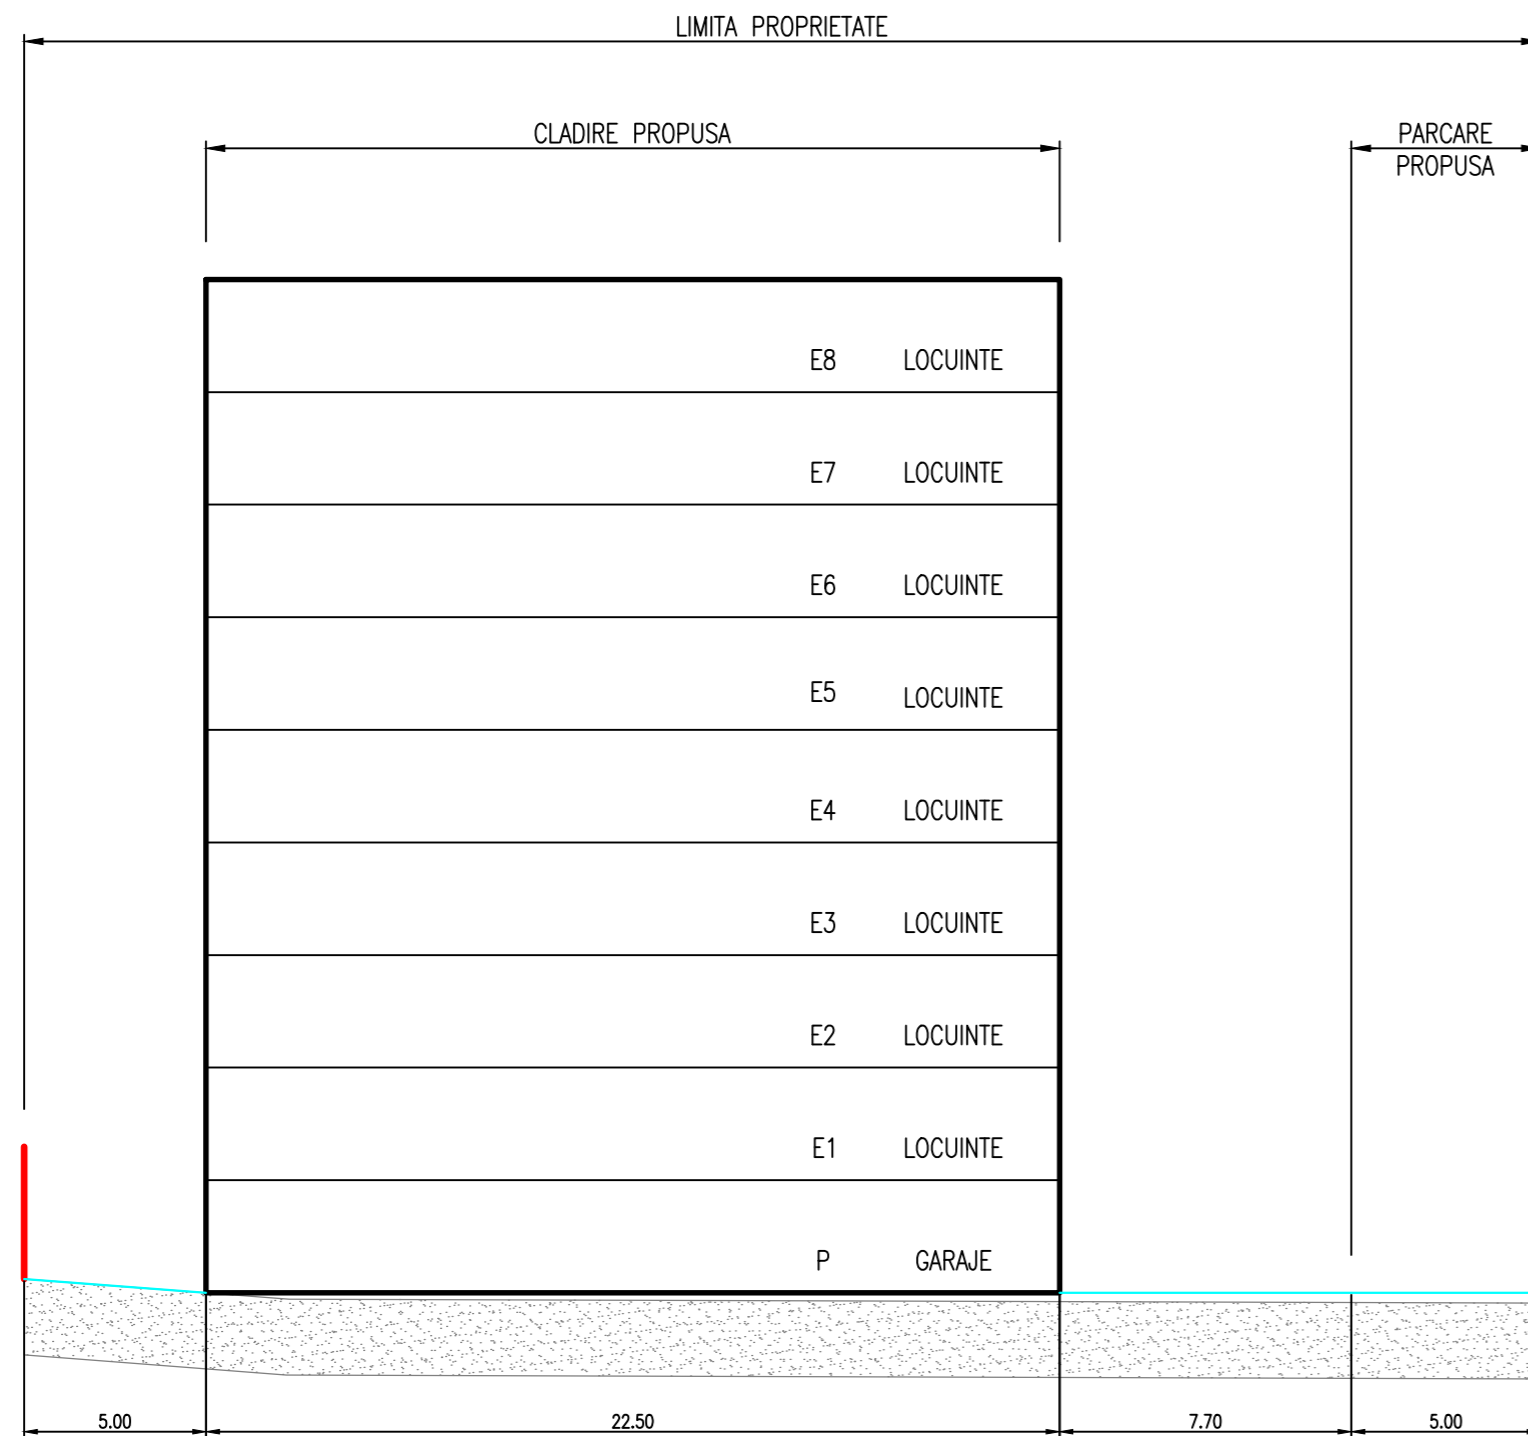 LIMITA PROPRIETATE
CLADIRE PROPUSA
PARCARE
PROPUSA
E8 LOCUINTE
E7 LOCUINTE
E6 LOCUINTE
E5 LOCUINTE
E4 LOCUINTE
E3 LOCUINTE
E2 LOCUINTE
E1 LOCUINTE
P GARAJE
5.00 22.50 7.70 5.00